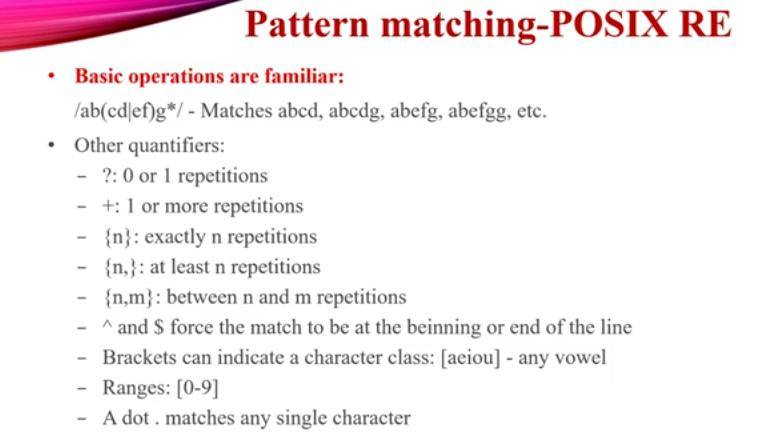 Pattern matching-POSIX RE
• Basic operations are familiar:
/ab(cd|ef)g*/ - Matches abcd, abcdg, abefg, abefgg, etc.
• Other quantifiers:
– ?: 0 or 1 repetitions
– +: 1 or more repetitions
– {n}: exactly n repetitions
– {n,}: at least n repetitions
– {n,m}: between n and m repetitions
– ^ and $ force the match to be at the beinning or end of the line
– Brackets can indicate a character class: [aeiou] - any vowel
– Ranges: [0-9]
– A dot . matches any single character